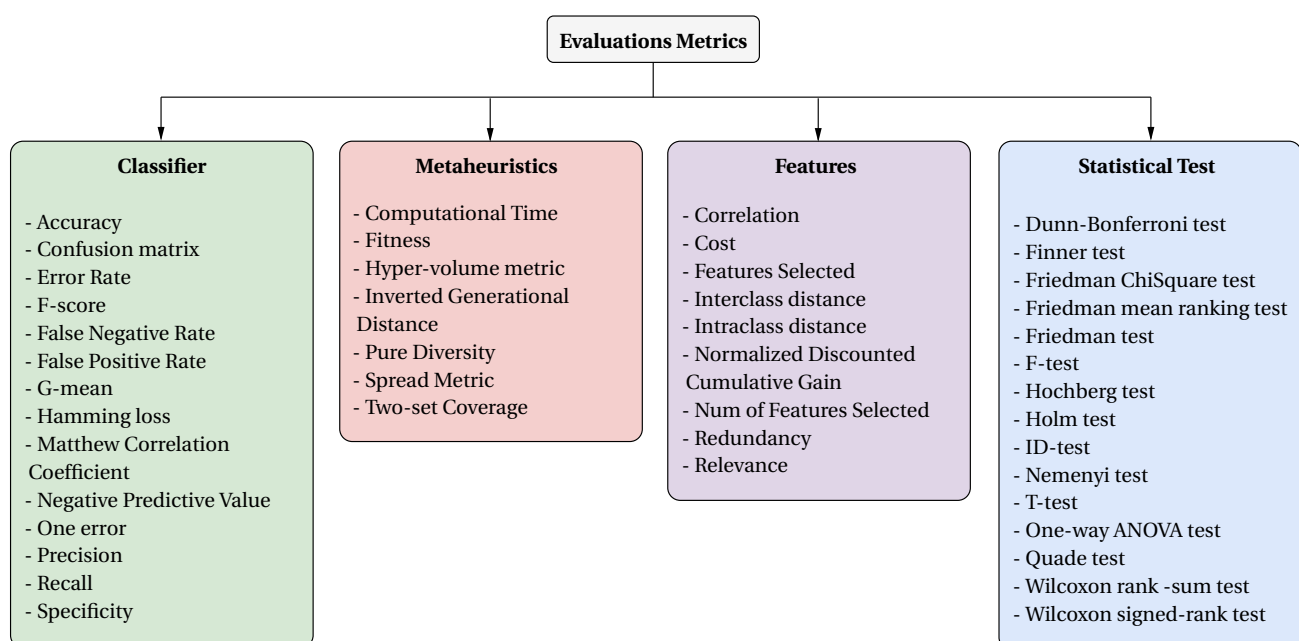 Evaluations Metrics
Classifier
- Accuracy
- Confusion matrix
- Error Rate
- F-score
- False Negative Rate
- False Positive Rate
- G-mean
- Hamming loss
- Matthew Correlation
Coefficient
- Negative Predictive Value
- One error
- Precision
- Recall
- Specificity
Metaheuristics
- Computational Time
- Fitness
- Hyper-volume metric
- Inverted Generational
Distance
- Pure Diversity
- Spread Metric
- Two-set Coverage
Features
- Correlation
- Cost
- Features Selected
- Interclass distance
- Intraclass distance
- Normalized Discounted
Cumulative Gain
- Num of Features Selected
- Redundancy
- Relevance
Statistical Test
- Dunn-Bonferroni test
- Finner test
- Friedman ChiSquare test
- Friedman mean ranking test
- Friedman test
- F-test
- Hochberg test
- Holm test
- ID-test
- Nemenyi test
- T-test
- One-way ANOVA test
- Quade test
- Wilcoxon rank -sum test
- Wilcoxon signed-rank test